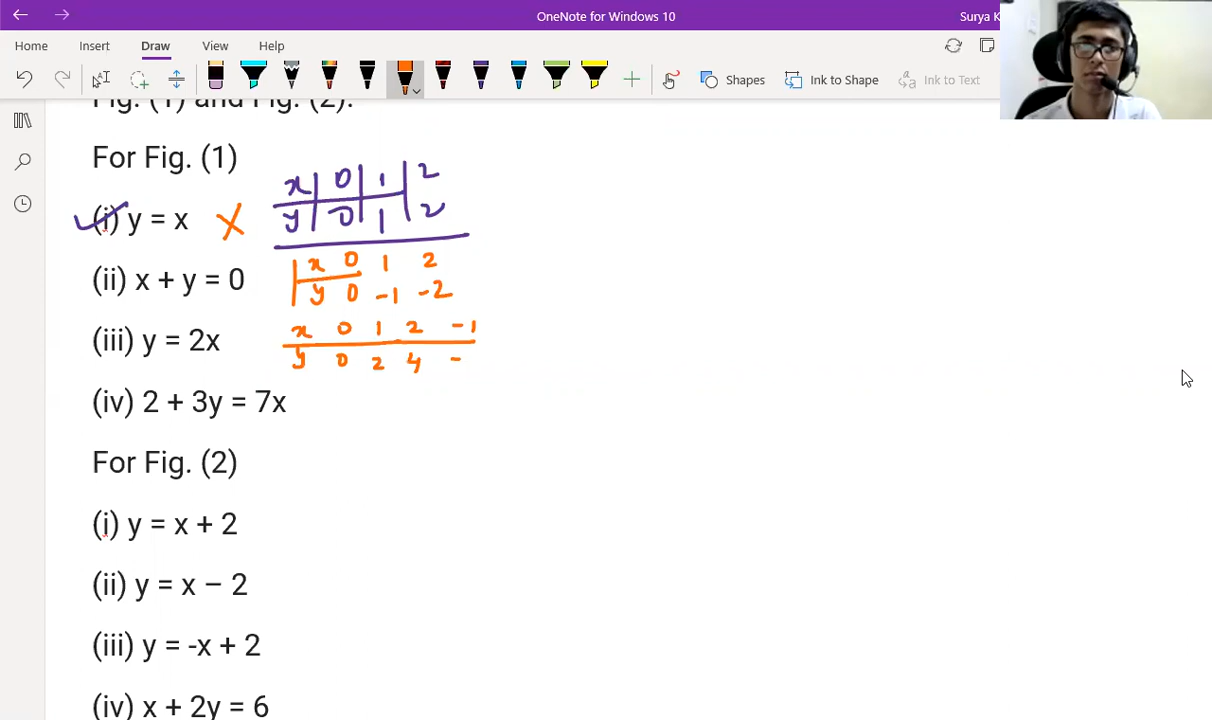 OneNote for Windows 10
Surya K
Home Insert Draw View Help
Shapes Ink to Shape Ink to Text
Fig. (1) and Fig. (2).
For Fig. (1)
x 0 1 2
y 0 1 2
(i) y = x X
x 0 1 2
y 0 -1 -2
(ii) x + y = 0
x 0 1 2 -1
y 0 2 4 -
(iii) y = 2x
(iv) 2 + 3y = 7x
For Fig. (2)
(i) y = x + 2
(ii) y = x – 2
(iii) y = -x + 2
(iv) x + 2y = 6